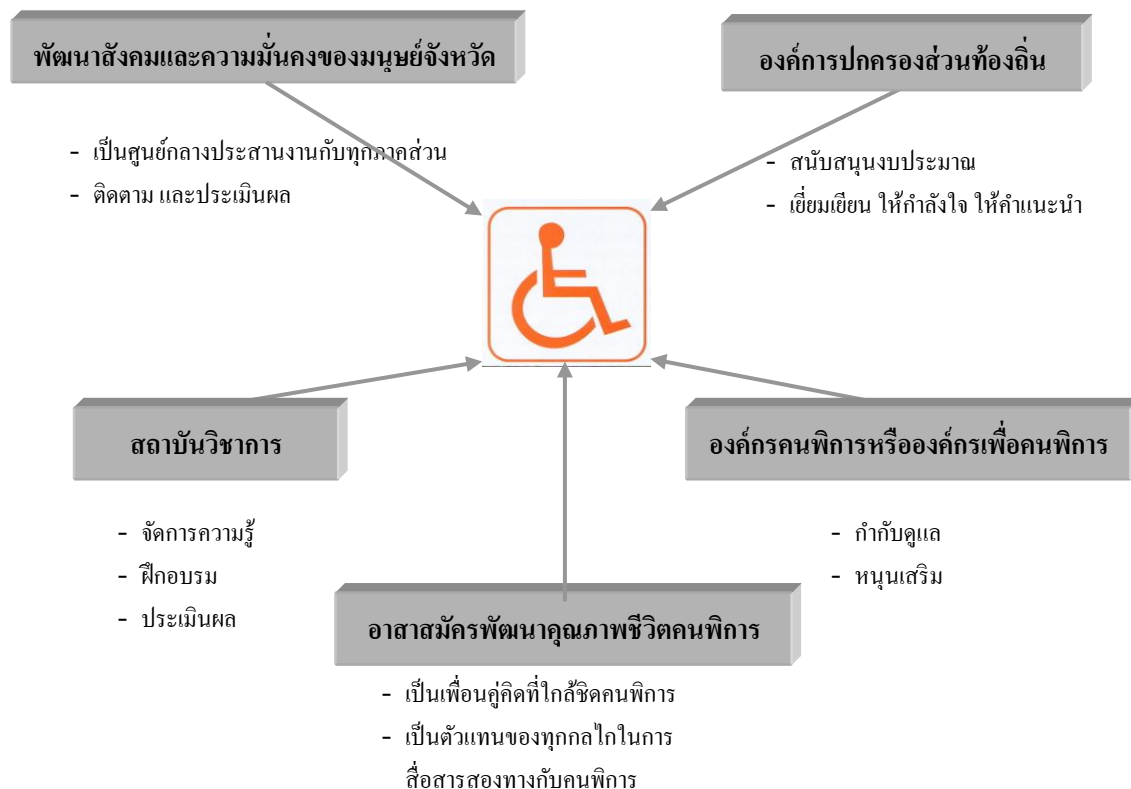 พัฒนาสังคมและความมั่นคงของมนุษย์จังหวัด
- เป็นศูนย์กลางประสานงานกับทุกภาคส่วน
- ติดตาม และประเมินผล
องค์การปกครองส่วนท้องถิ่น
- สนับสนุนงบประมาณ
- เยี่ยมเยียน ให้กำลังใจ ให้คำแนะนำ
สถาบันวิชาการ
- จัดการความรู้
- ฝึกอบรม
- ประเมินผล
องค์กรคนพิการหรือองค์กรเพื่อคนพิการ
- กำกับดูแล
- หนุนเสริม
อาสาสมัครพัฒนาคุณภาพชีวิตคนพิการ
- เป็นเพื่อนคู่คิดที่ใกล้ชิดคนพิการ
- เป็นตัวแทนของทุกกลไกในการ
สื่อสารสองทางกับคนพิการ